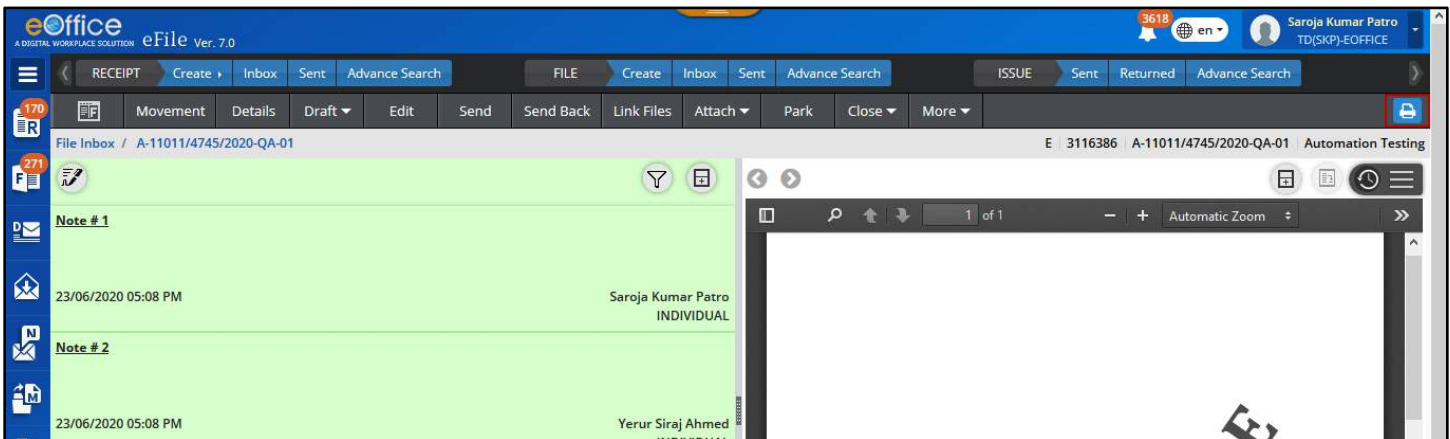 eOffice
A DIGITAL WORKPLACE SOLUTION eFile Ver. 7.0
3618 en Saroja Kumar Patro
TD(SKP)-EOFFICE
RECEIPT Create Inbox Sent Advance Search FILE Create Inbox Sent Advance Search ISSUE Sent Returned Advance Search
170 R
F Movement Details Draft Edit Send Send Back Link Files Attach Park Close More
File Inbox / A-11011/4745/2020-QA-01 E 3116386 A-11011/4745/2020-QA-01 Automation Testing
271 F
Note # 1
1 of 1 Automatic Zoom
D
23/06/2020 05:08 PM Saroja Kumar Patro
INDIVIDUAL
N
Note # 2
M
23/06/2020 05:08 PM Yerur Siraj Ahmed
INDIVIDUAL
E